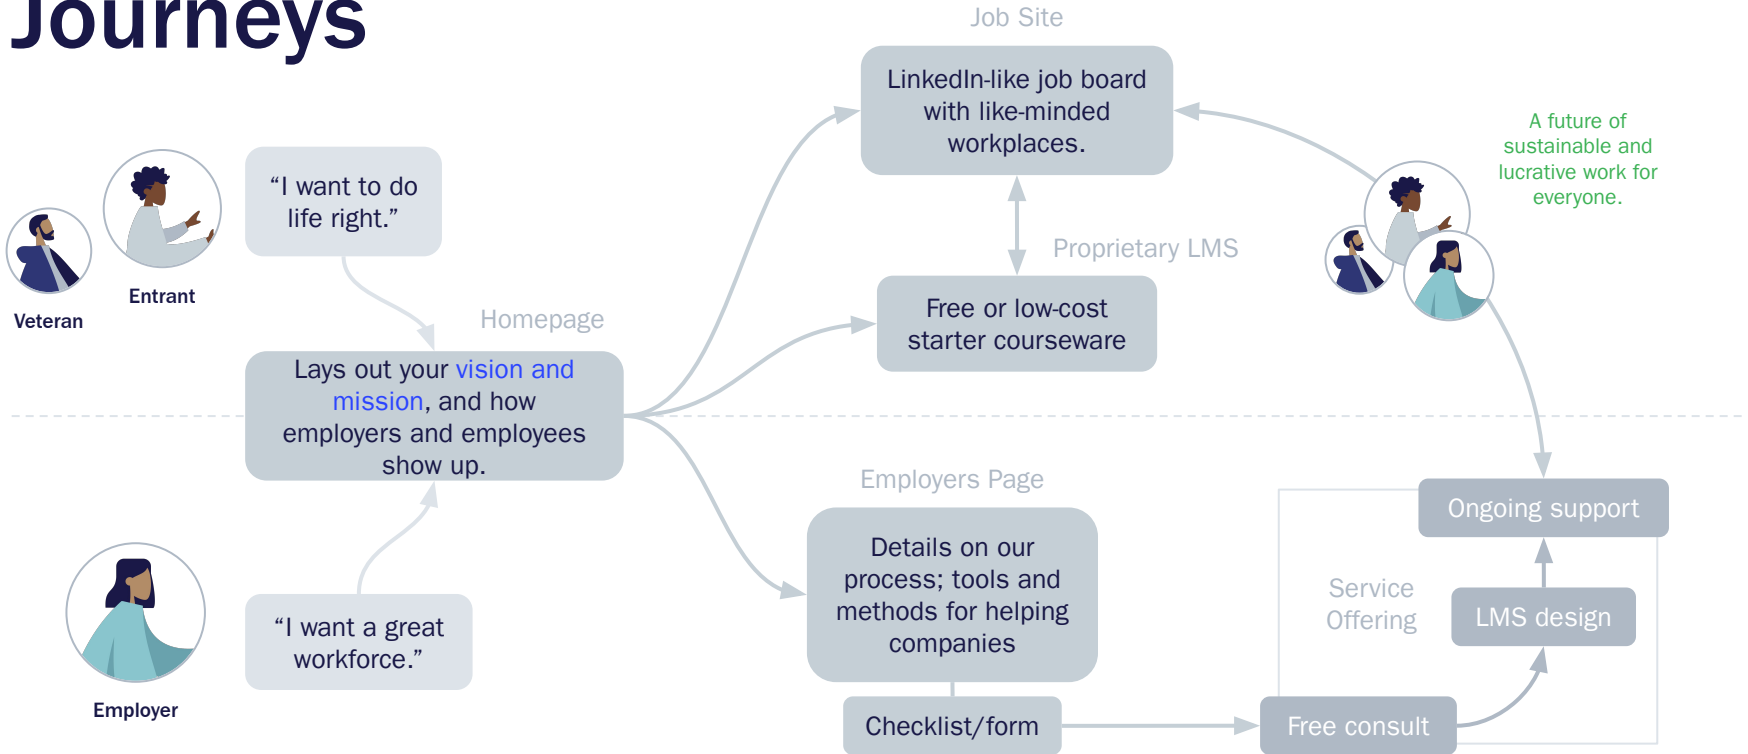 Journeys
Job Site
LinkedIn-like job board
with like-minded
workplaces.
A future of
sustainable and
lucrative work for
everyone.
“I want to do
life right.”
Entrant
Veteran
Proprietary LMS
Free or low-cost
starter courseware
Homepage
Lays out your vision and
mission, and how
employers and employees
show up.
Employers Page
Details on our
process; tools and
methods for helping
companies
Checklist/form
“I want a great
workforce.”
Employer
Ongoing support
Service
Offering
LMS design
Free consult